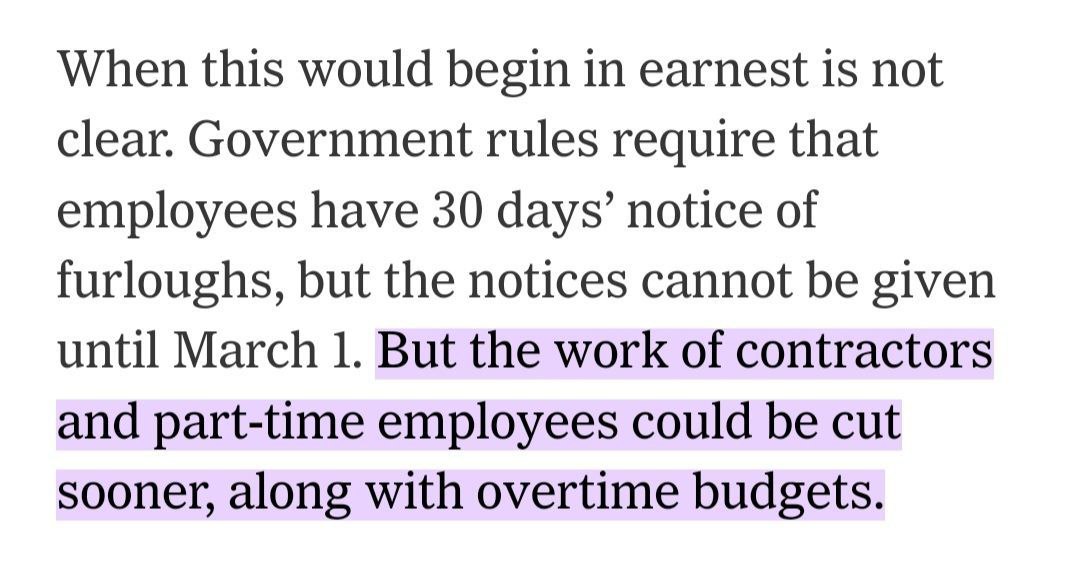 When this would begin in earnest is not
clear. Government rules require that
employees have 30 days’ notice of
furloughs, but the notices cannot be given
until March 1. But the work of contractors
and part-time employees could be cut
sooner, along with overtime budgets.